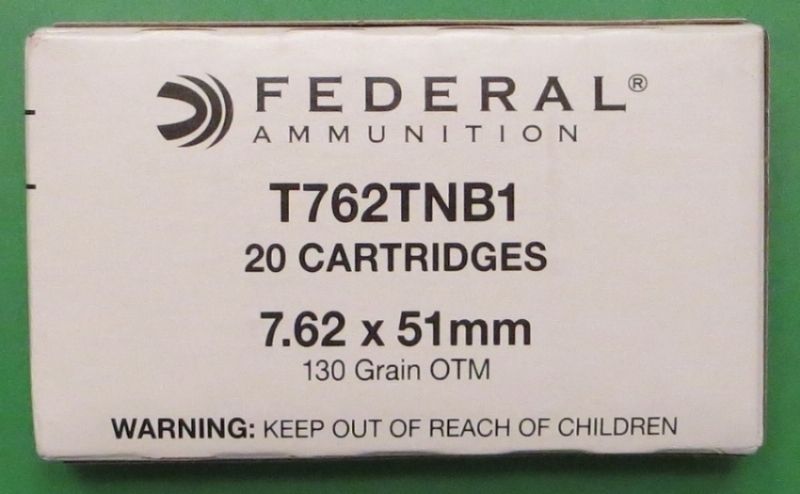 FEDERAL®
AMMUNITION
T762TNB1
20 CARTRIDGES
7.62 x 51mm
130 Grain OTM
WARNING: KEEP OUT OF REACH OF CHILDREN